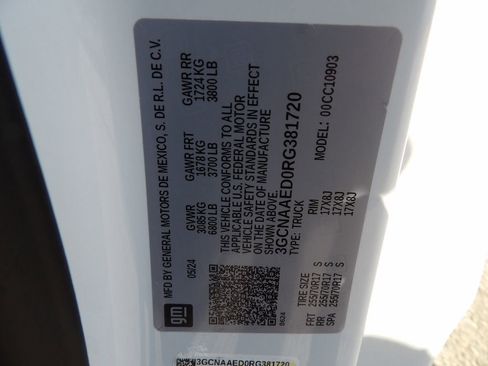 MFD BY GENERAL MOTORS DE MEXICO, S. DE R.L. DE C.V.
05/24 GVWR GAWR FRT GAWR RR
3085 KG 1678 KG 1724 KG
6800 LB 3700 LB 3800 LB
THIS VEHICLE CONFORMS TO ALL
APPLICABLE U.S. FEDERAL MOTOR
VEHICLE SAFETY STANDARDS IN EFFECT
ON THE DATE OF MANUFACTURE
SHOWN ABOVE.
3GCNAAED0RG381720
TYPE: TRUCK 00CC10903
TIRE SIZE RIM
FRT 255/70R17 S 17X8J
RR 255/70R17 S 17X8J
SPA 255/70R17 S 17X8J
gm
3GCNAAED0RG381720